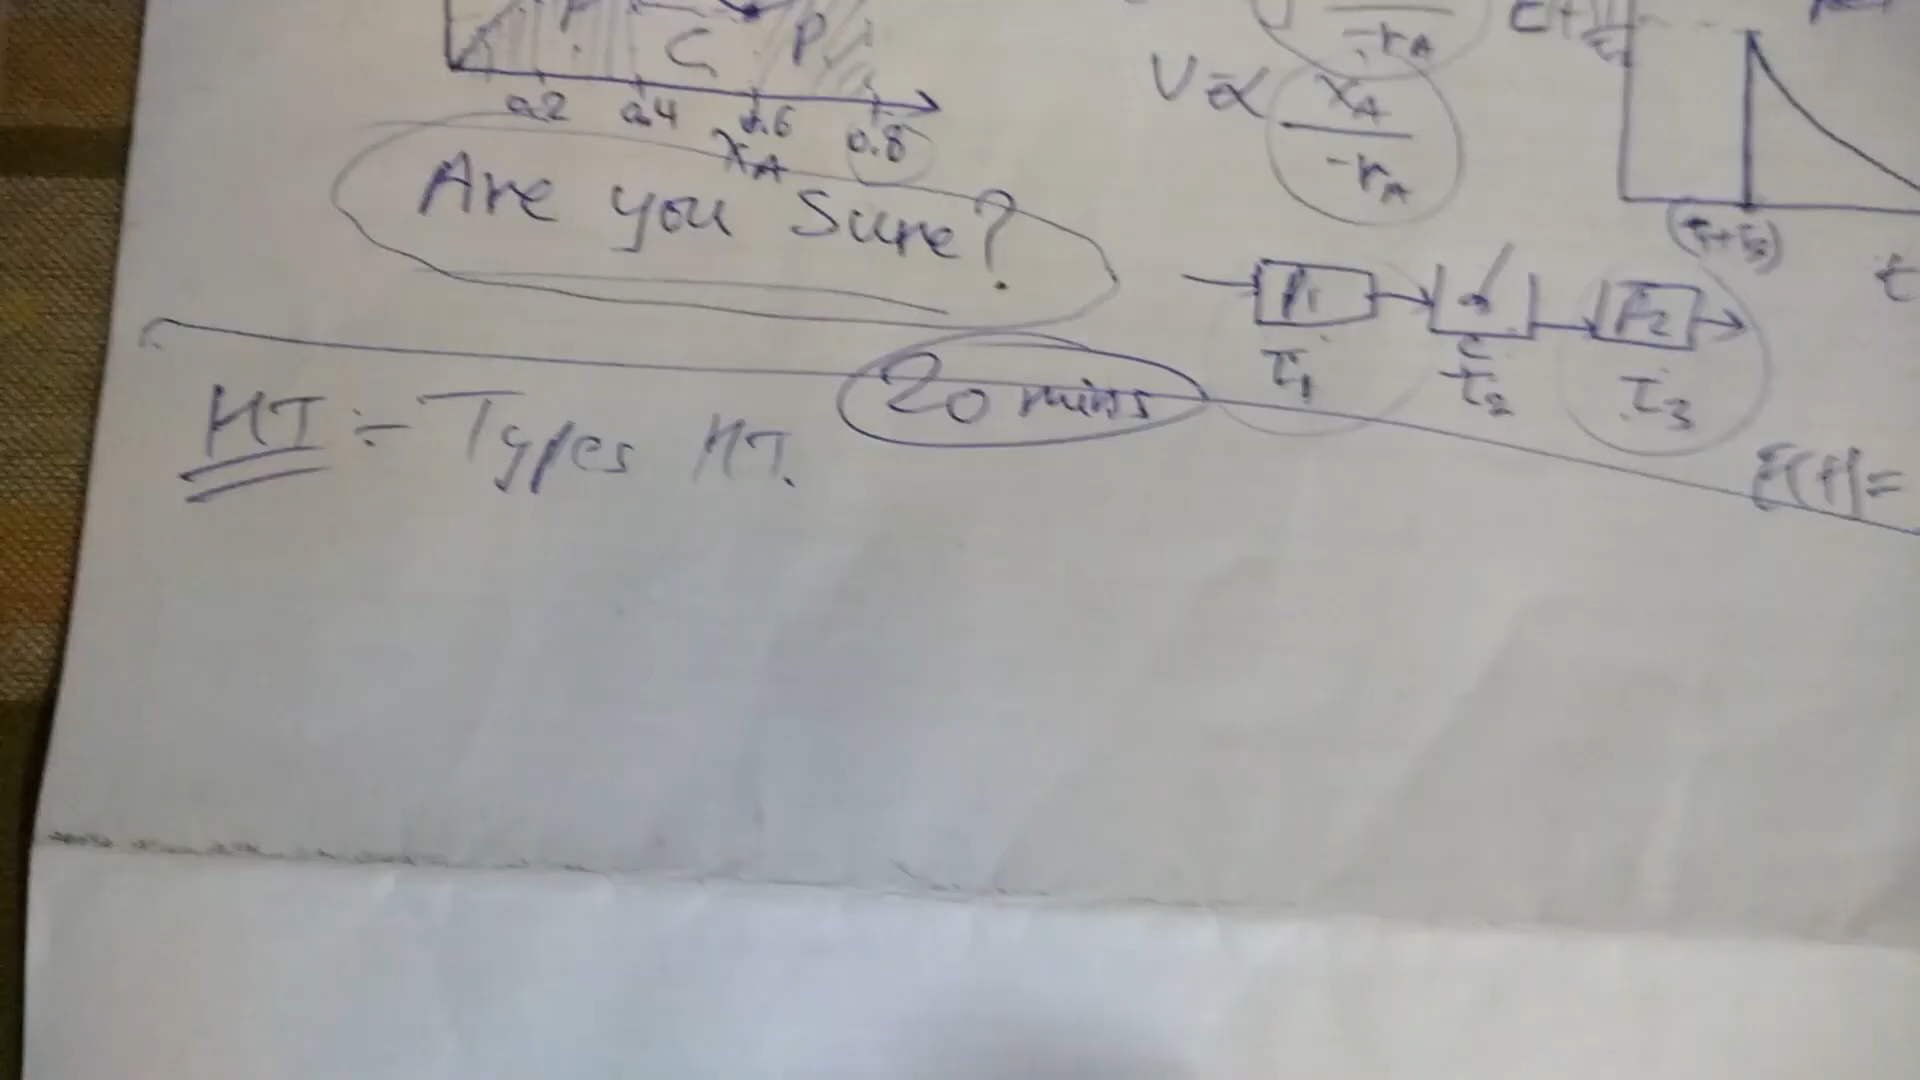 C P
0.2 0.4 0.6 0.8
XA
Are you Sure?
-rA
V ∝ XA
-rA
t
P1 P2
τ1 τ2 τ3
20 mins
HT :- Types HT.
E(t)=